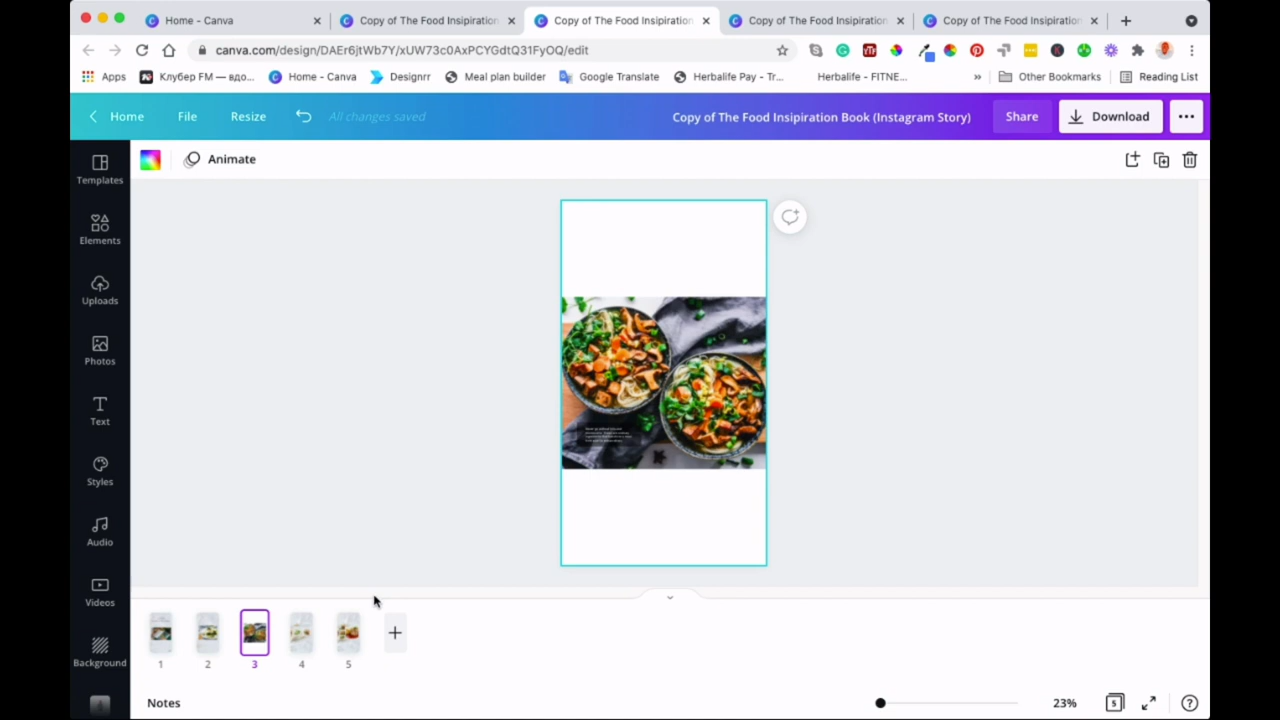 Home - Canva
Copy of The Food Insipiration
Copy of The Food Insipiration
Copy of The Food Insipiration
Copy of The Food Insipiration
canva.com/design/DAEr6jtWb7Y/xUW73c0AxPCYGdtQ31FyOQ/edit
Apps
Клубер FM — вдо...
Home - Canva
Designrr
Meal plan builder
Google Translate
Herbalife Pay - Tr...
Herbalife - FITNE...
»
Other Bookmarks
Reading List
Home
File
Resize
All changes saved
Copy of The Food Insipiration Book (Instagram Story)
Share
Download
Templates
Animate
Elements
Uploads
Photos
Text
Styles
Audio
Videos
Background
1
2
3
4
5
Notes
23%
5